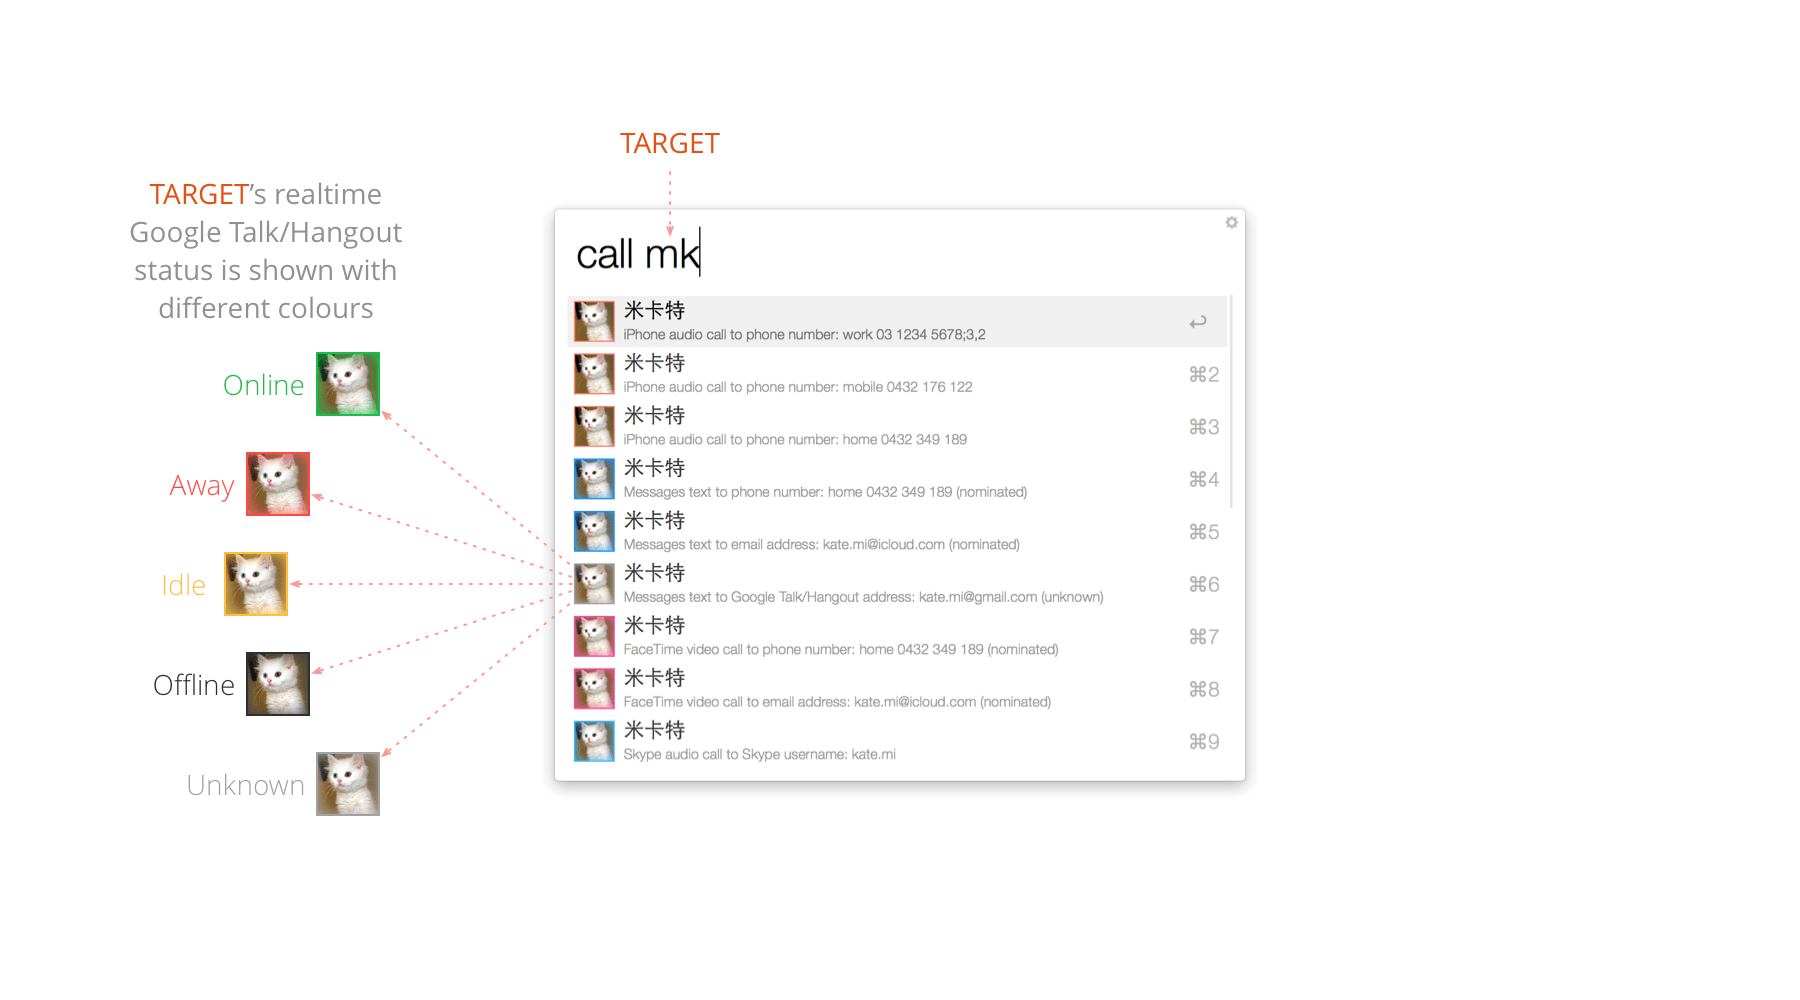 TARGET
TARGET's realtime
Google Talk/Hangout
status is shown with
different colours
Online
Away
Idle
Offline
Unknown
call mk
米卡特
iPhone audio call to phone number: work 03 1234 5678;3,2
米卡特
iPhone audio call to phone number: mobile 0432 176 122
⌘2
米卡特
iPhone audio call to phone number: home 0432 349 189
⌘3
米卡特
Messages text to phone number: home 0432 349 189 (nominated)
⌘4
米卡特
Messages text to email address: kate.mi@icloud.com (nominated)
⌘5
米卡特
Messages text to Google Talk/Hangout address: kate.mi@gmail.com (unknown)
⌘6
米卡特
FaceTime video call to phone number: home 0432 349 189 (nominated)
⌘7
米卡特
FaceTime video call to email address: kate.mi@icloud.com (nominated)
⌘8
米卡特
Skype audio call to Skype username: kate.mi
⌘9